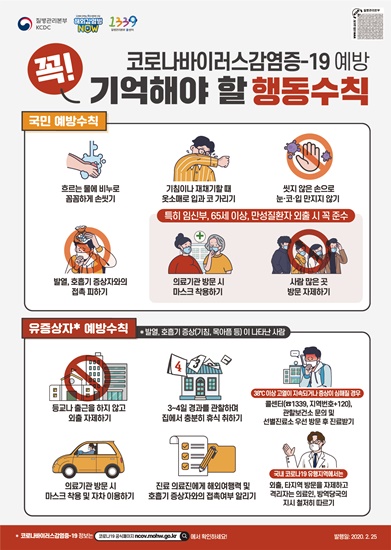 질병관리본부
KCDC
해외감염병
NOW
1339
질병관리본부
꼭!
코로나바이러스감염증-19 예방
기억해야 할 행동수칙
국민 예방수칙
흐르는 물에 비누로
꼼꼼하게 손씻기
기침이나 재채기할 때
옷소매로 입과 코 가리기
씻지 않은 손으로
눈·코·입 만지지 않기
특히 임신부, 65세 이상, 만성질환자 외출 시 꼭 준수
발열, 호흡기 증상자와의
접촉 피하기
의료기관 방문 시
마스크 착용하기
사람 많은 곳
방문 자제하기
유증상자* 예방수칙
* 발열, 호흡기 증상(기침, 목아픔 등)이 나타난 사람
등교나 출근을 하지 않고
외출 자제하기
4
3
3~4일 경과를 관찰하며
집에서 충분히 휴식 취하기
38℃ 이상 고열이 지속되거나 증상이 심해질 경우
콜센터(☎1339, 지역번호+120),
관할보건소 문의 및
선별진료소 우선 방문 후 진료받기
의료기관 방문 시
마스크 착용 및 자차 이용하기
진료 의료진에게 해외여행력 및
호흡기 증상자와의 접촉여부 알리기
국내 코로나19 유행지역에서는
외출, 타지역 방문을 자제하고
격리자는 의료인, 방역당국의
지시 철저히 따르기
• 코로나바이러스감염증-19 정보는
코로나19 공식페이지 ncov.mohw.go.kr
에서 확인하세요!
발행일: 2020. 2. 25